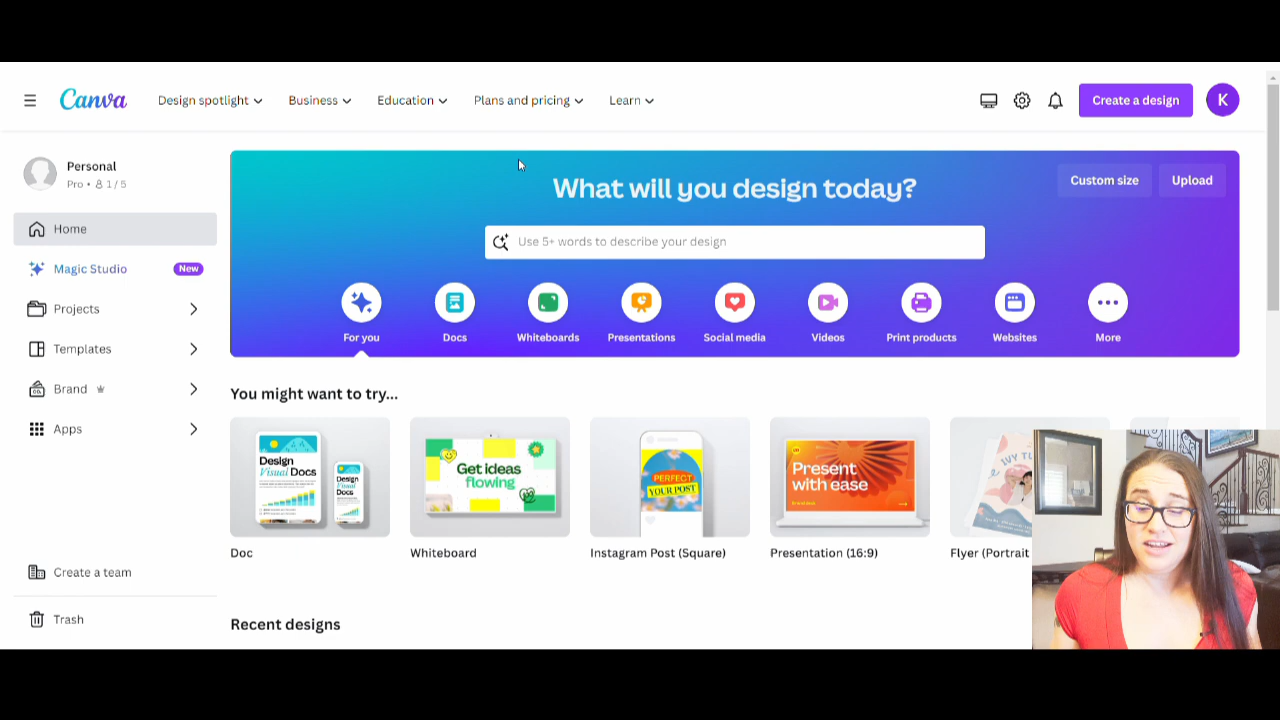 Canva
Design spotlight
Business
Education
Plans and pricing
Learn
Create a design
K
Personal
Pro • 1 / 5
Home
Magic Studio
New
Projects
Templates
Brand
Apps
Create a team
Trash
What will you design today?
Custom size
Upload
Use 5+ words to describe your design
For you
Docs
Whiteboards
Presentations
Social media
Videos
Print products
Websites
More
You might want to try...
Design
Visual Docs
Design
Visual
Docs
Get ideas
flowing
PERFECT
YOUR POST
Present
with ease
Doc
Whiteboard
Instagram Post (Square)
Presentation (16:9)
Flyer (Portrait
Recent designs